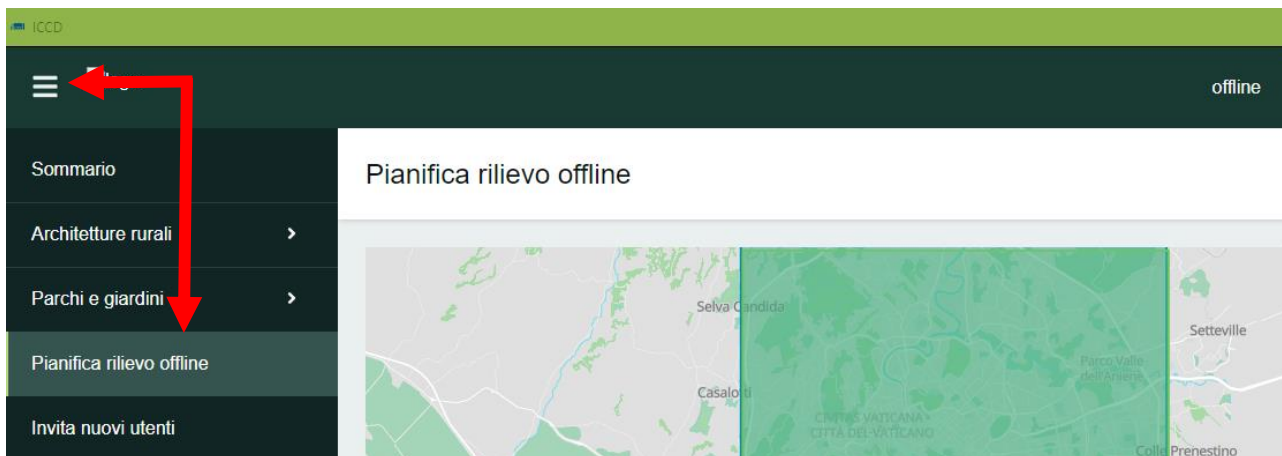 ICCD
offline
Sommario
Pianifica rilievo offline
Architetture rurali
Parchi e giardini
Pianifica rilievo offline
Invita nuovi utenti
Selva Candida
Setteville
Parco Valle
dell'Aniene
Casalotti
CIVITAS VATICANA -
CITTÀ DEL VATICANO
Colle Prenestino